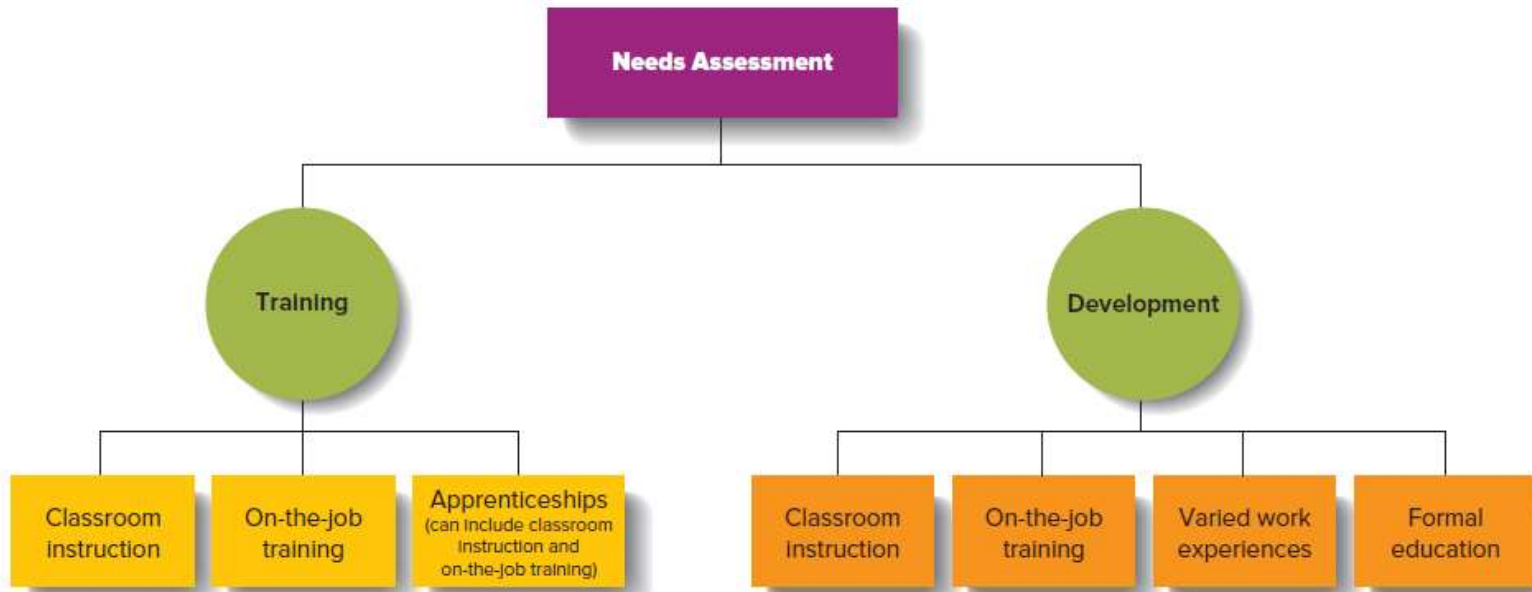 Needs Assessment
Training
Development
Classroom
instruction
On-the-job
training
Apprenticeships
(can include classroom
instruction and
on-the-job training)
Classroom
instruction
On-the-job
training
Varied work
experiences
Formal
education